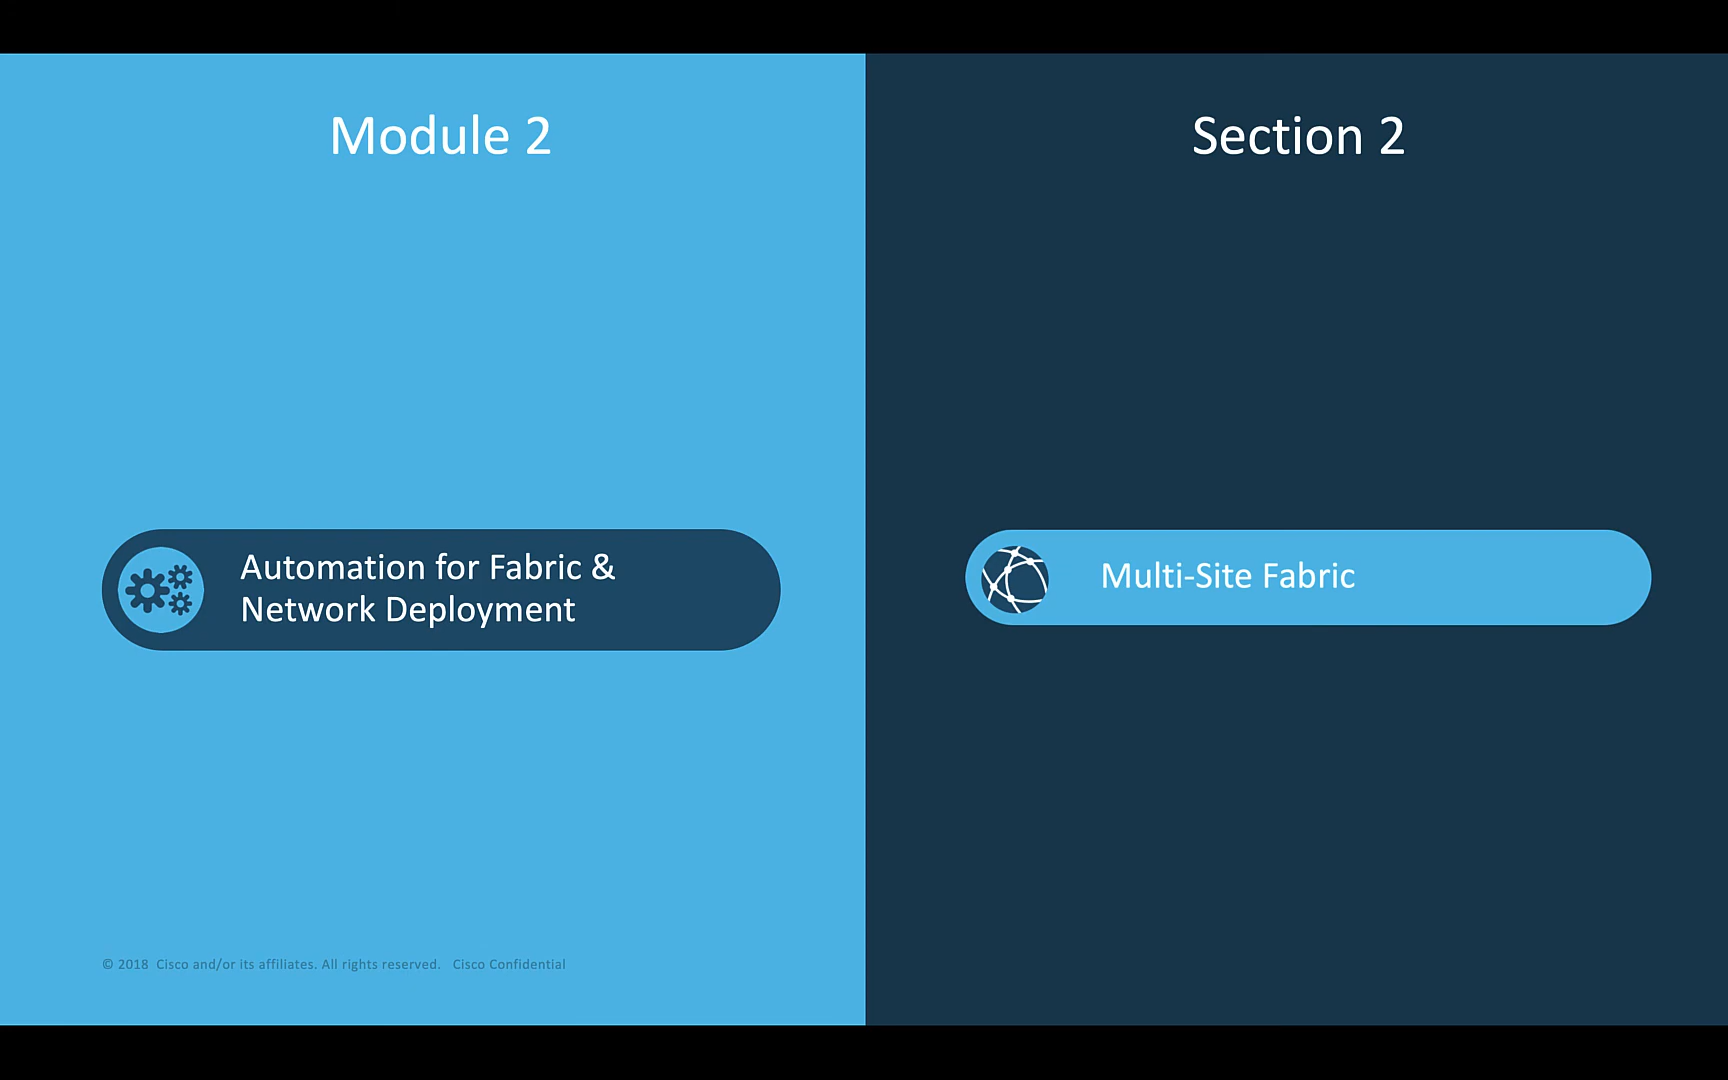 Module 2
Automation for Fabric &
Network Deployment
© 2018 Cisco and/or its affiliates. All rights reserved. Cisco Confidential
Section 2
Multi-Site Fabric